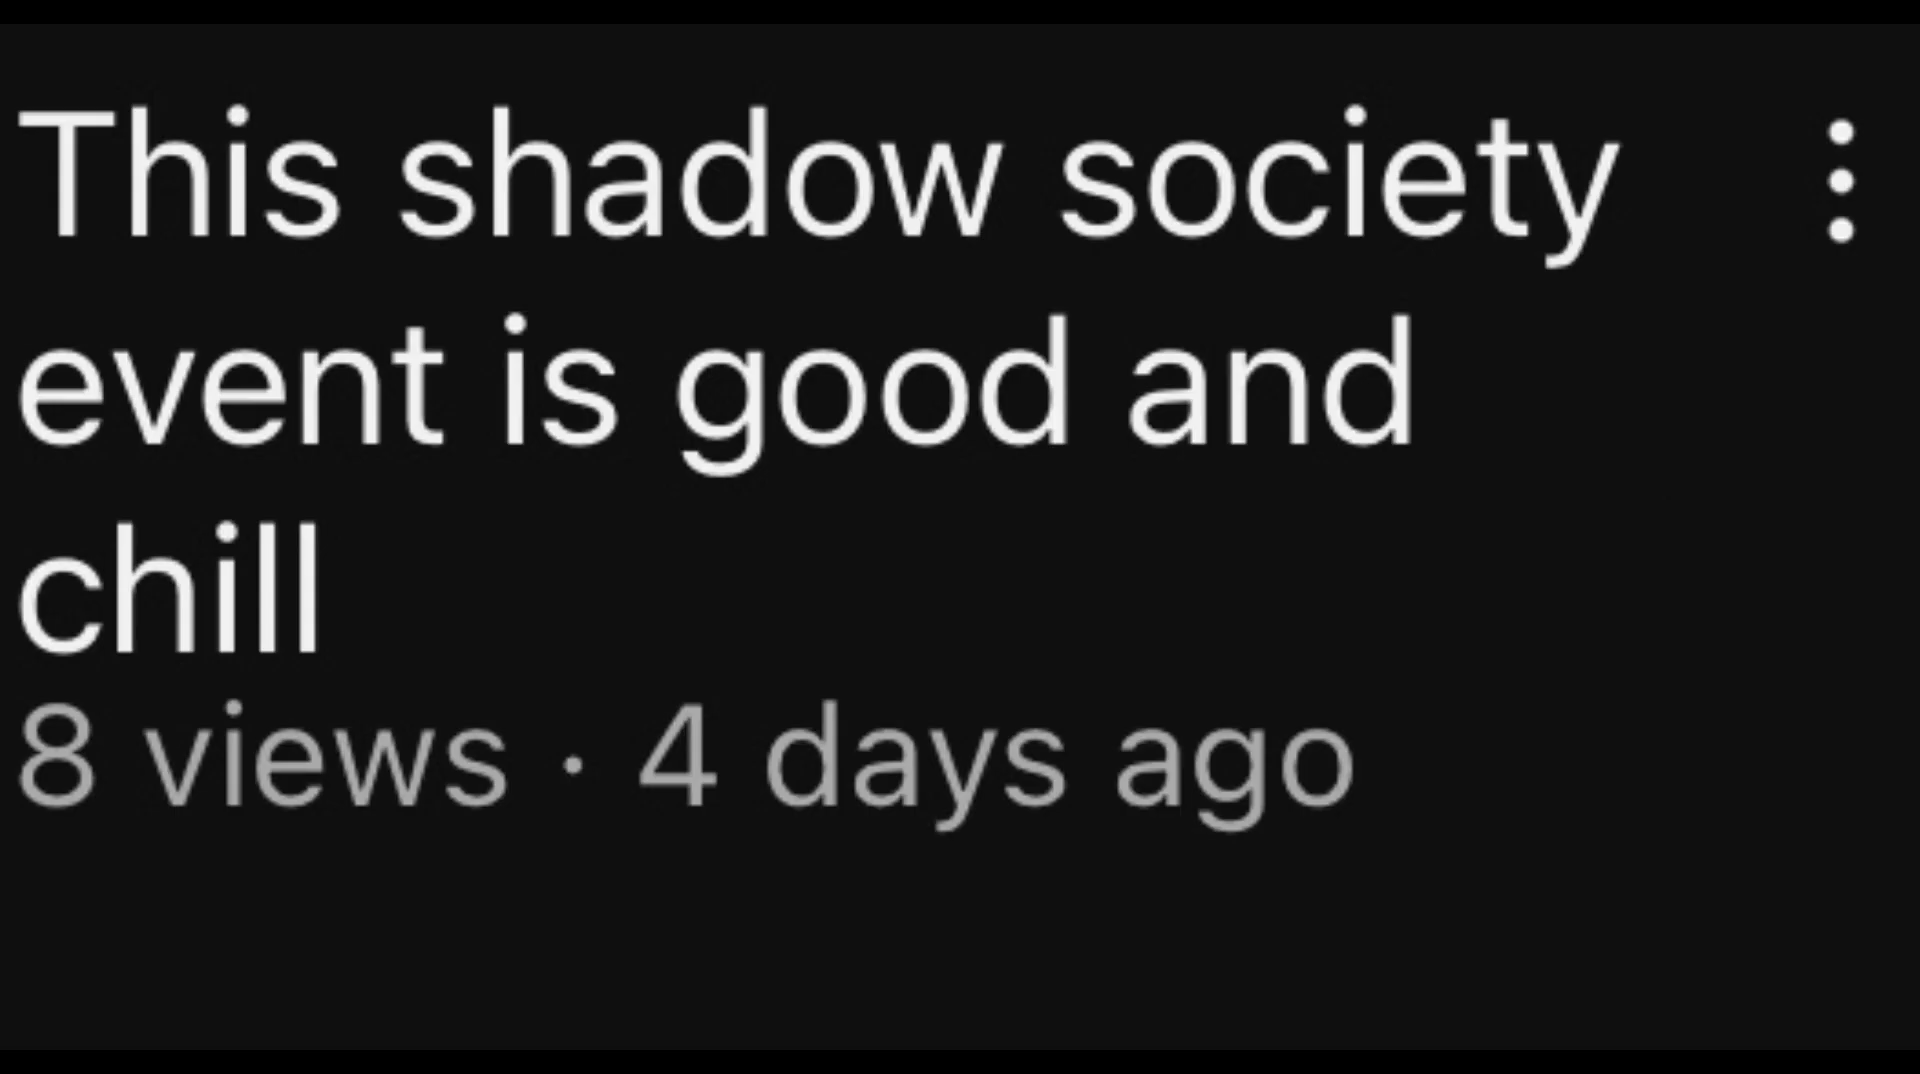 This shadow society
event is good and
chill
8 views · 4 days ago